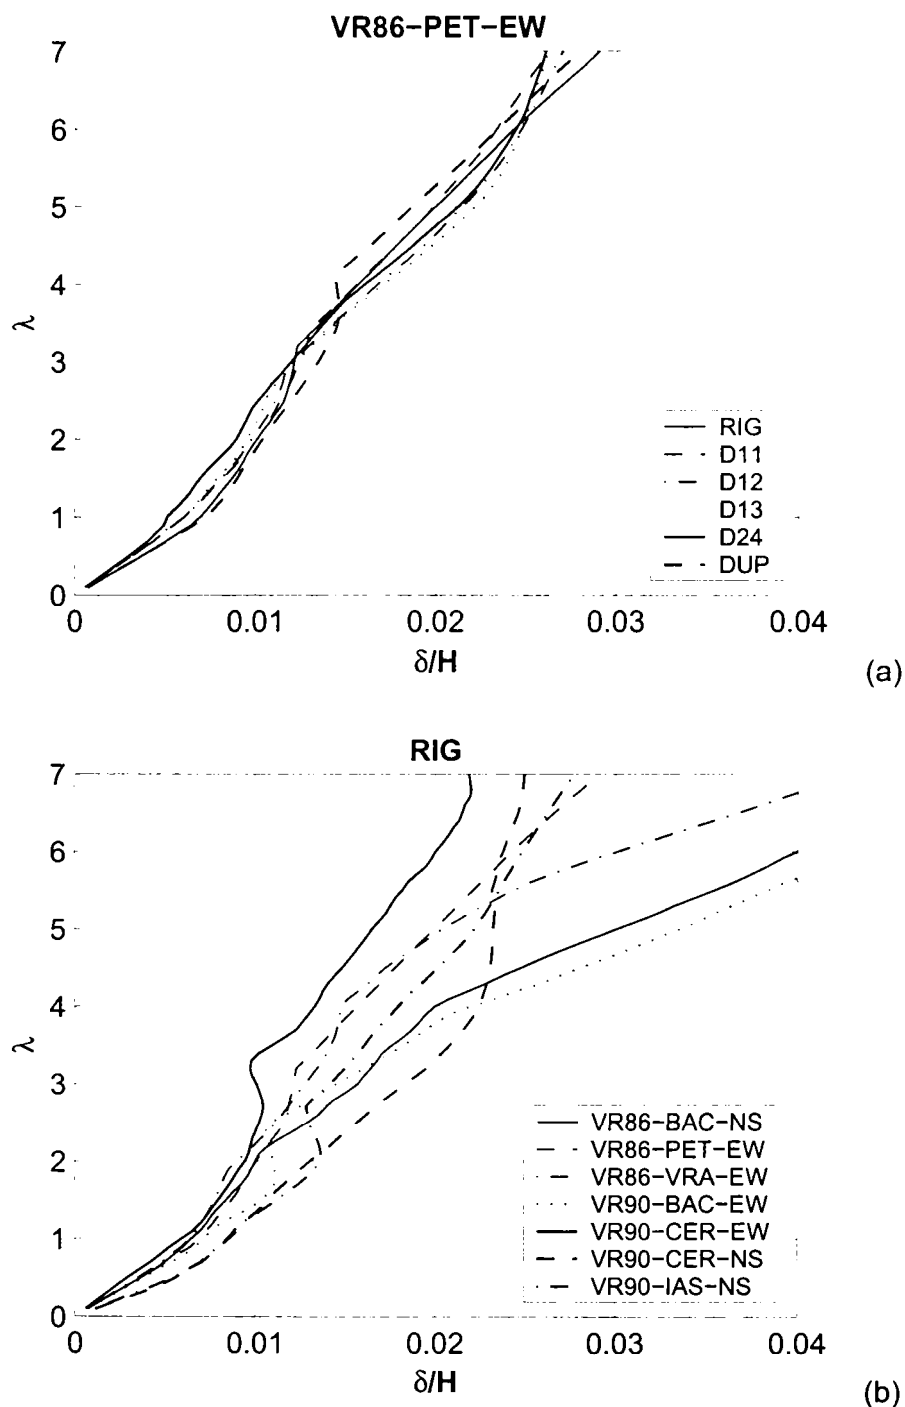 VR86−PET−EW
7
6
5
4
3
2
1
0
λ
RIG
D11
D12
D13
D24
DUP
0 0.01 0.02 0.03 0.04
δ/H
(a)
RIG
7
6
5
4
3
2
1
0
λ
VR86−BAC−NS
VR86−PET−EW
VR86−VRA−EW
VR90−BAC−EW
VR90−CER−EW
VR90−CER−NS
VR90−IAS−NS
0 0.01 0.02 0.03 0.04
δ/H
(b)